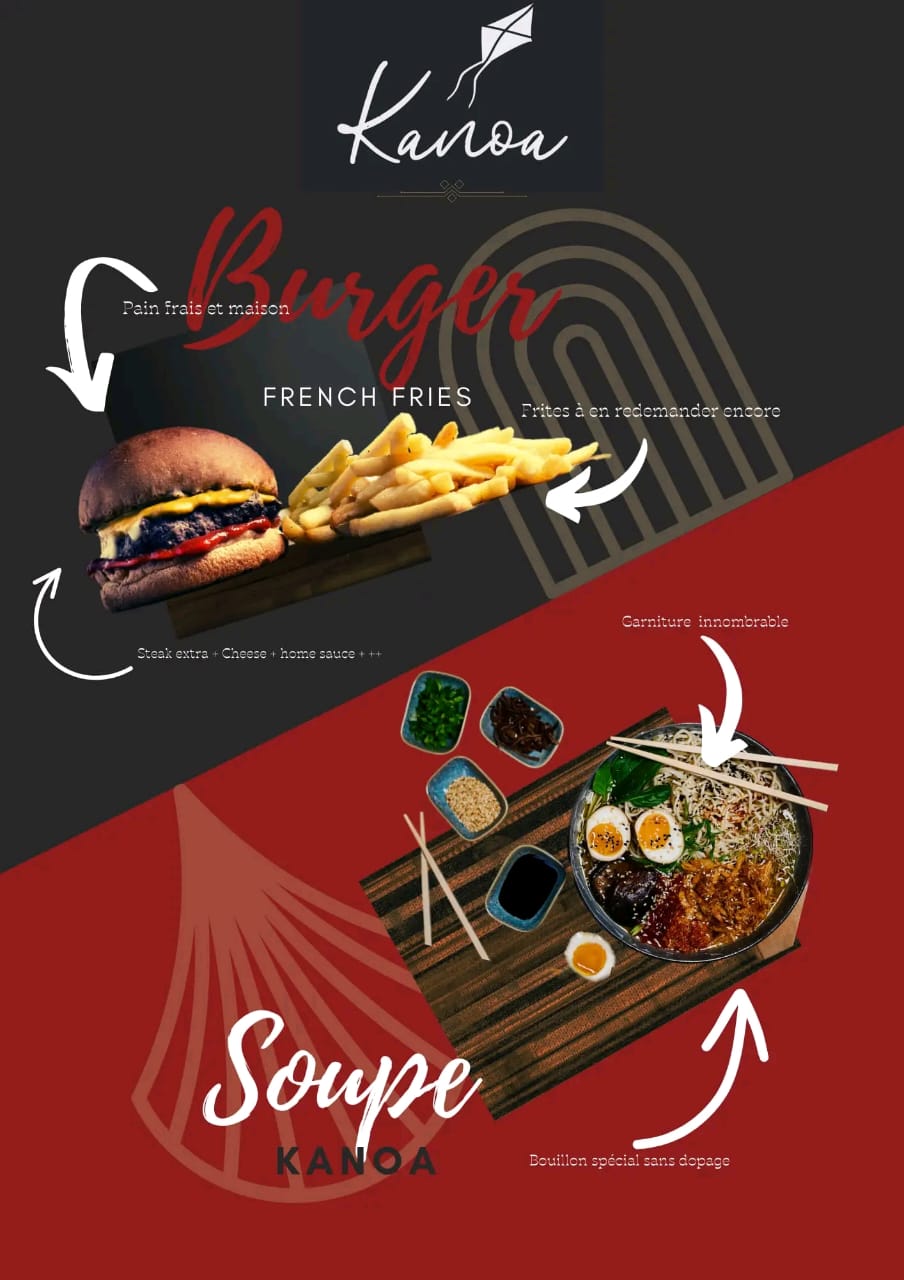 Kanoa
Burger
Pain frais et maison
FRENCH FRIES
Frites à en redemander encore
Steak extra + Cheese + home sauce + ++
Garniture innombrable
Soupe
KANOA
Bouillon spécial sans dopage